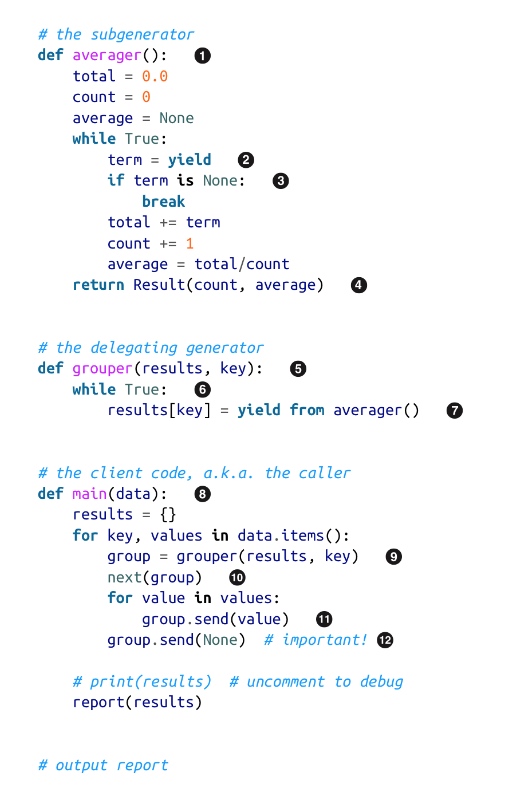 # the subgenerator
def averager():   ❶
    total = 0.0
    count = 0
    average = None
    while True:
        term = yield   ❷
        if term is None:   ❸
            break
        total += term
        count += 1
        average = total/count
    return Result(count, average)   ❹
# the delegating generator
def grouper(results, key):   ❺
    while True:   ❻
        results[key] = yield from averager()   ❼
# the client code, a.k.a. the caller
def main(data):   ❽
    results = {}
    for key, values in data.items():
        group = grouper(results, key)   ❾
        next(group)   ❿
        for value in values:
            group.send(value)   ⓫
        group.send(None)  # important! ⓬
    # print(results)  # uncomment to debug
    report(results)
# output report